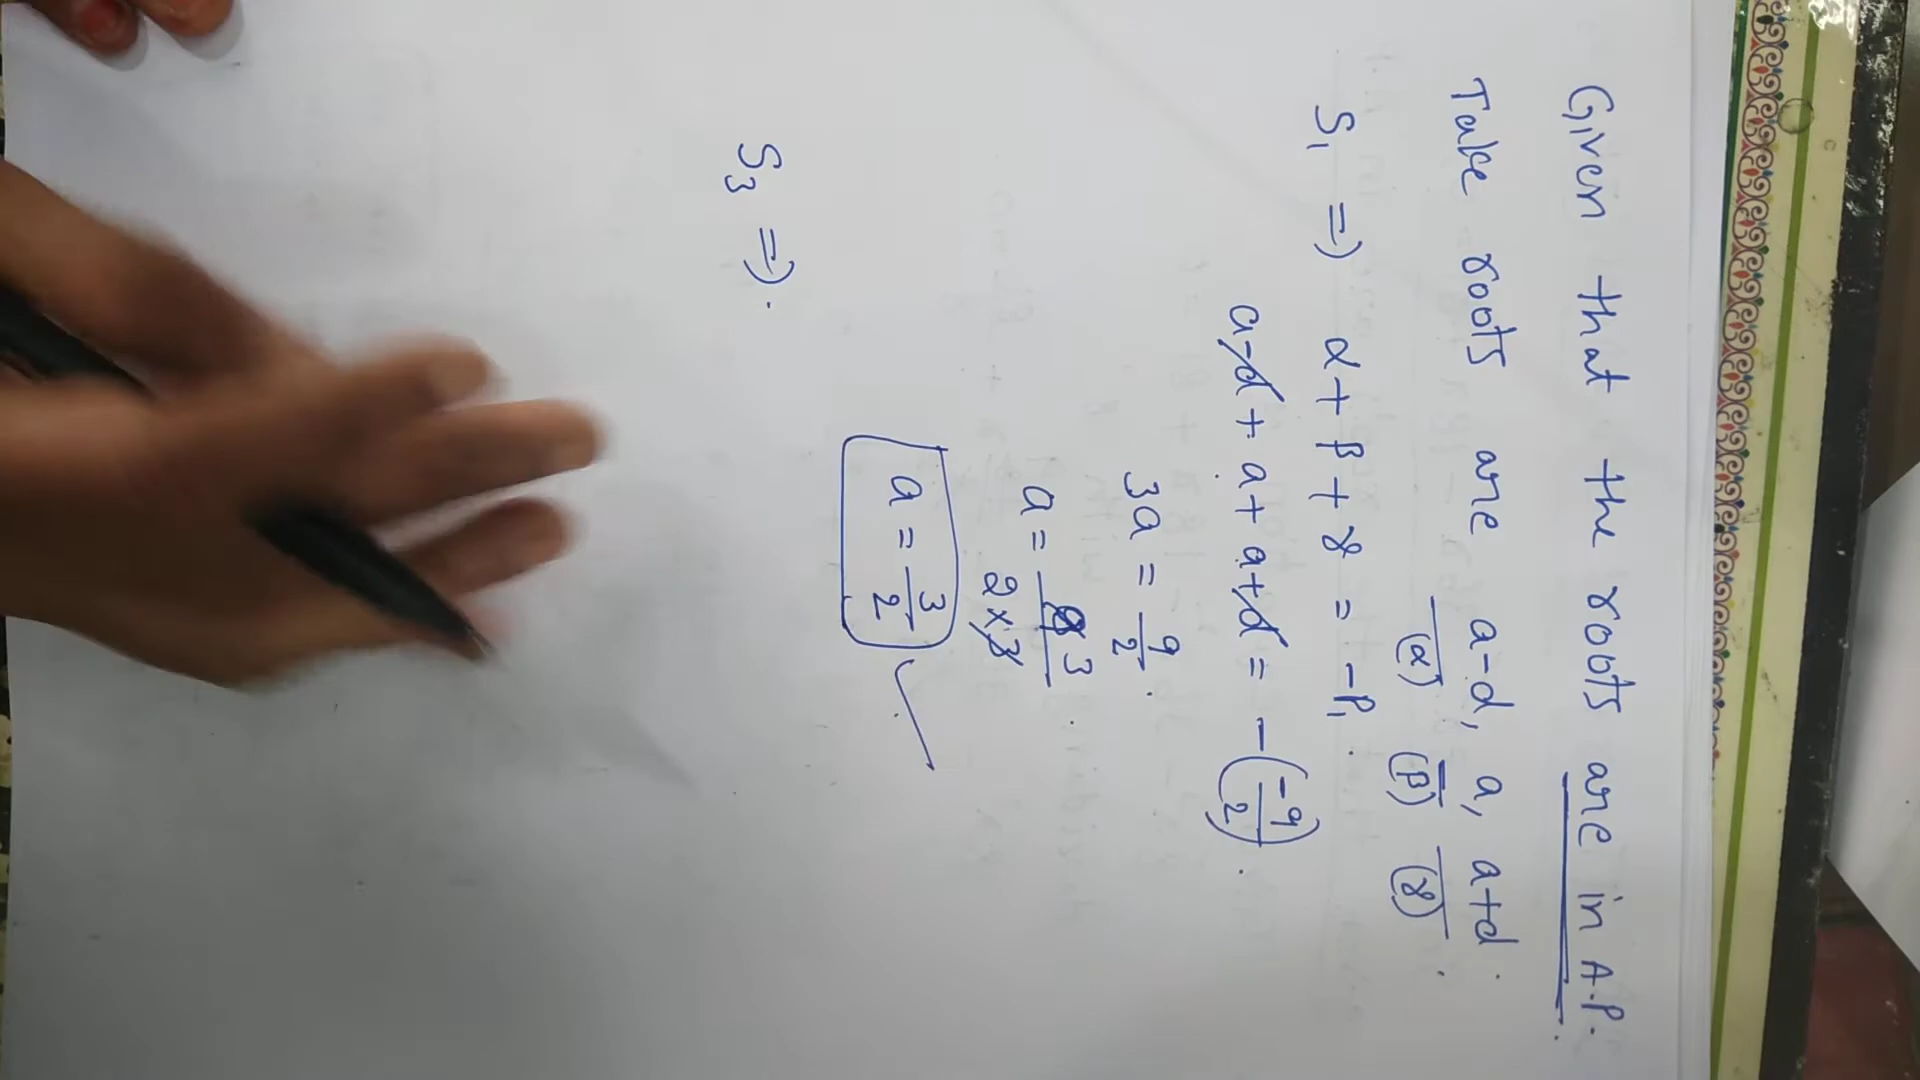 Given that the roots are in A.P.
Take roots are a-d, a, a+d.
(α) (β) (γ)
S₁ => α + β + γ = -P₁.
a-d + a + a+d = -(-9/2).
3a = 9/2.
a = 9 3 / 2×3
a = 3/2
S₃ =>.